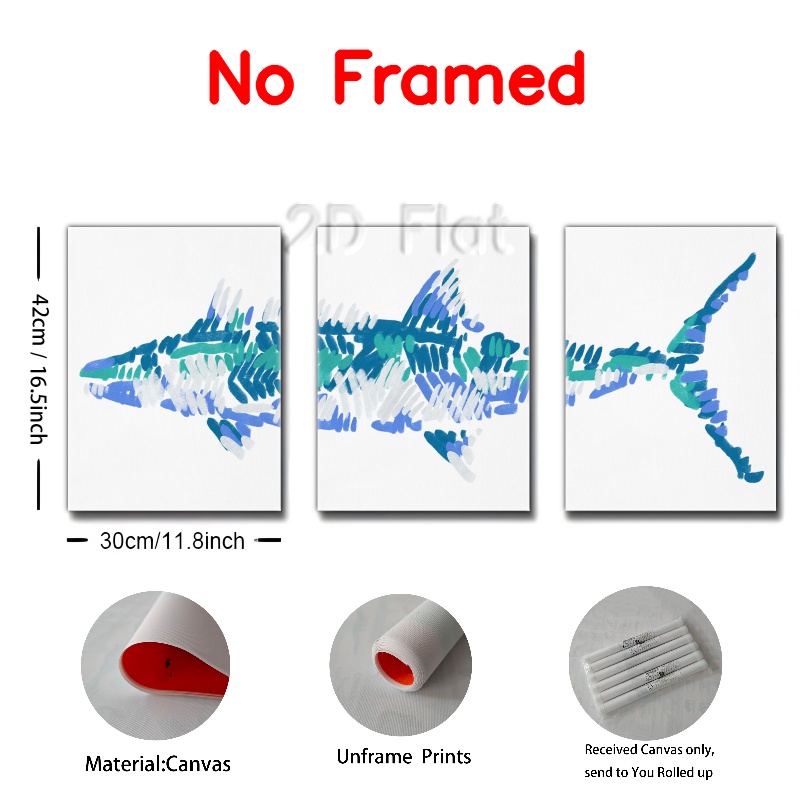 No Framed
2D Flat
42cm / 16.5inch
30cm/11.8inch
Material:Canvas
Unframe Prints
Received Canvas only,
send to You Rolled up